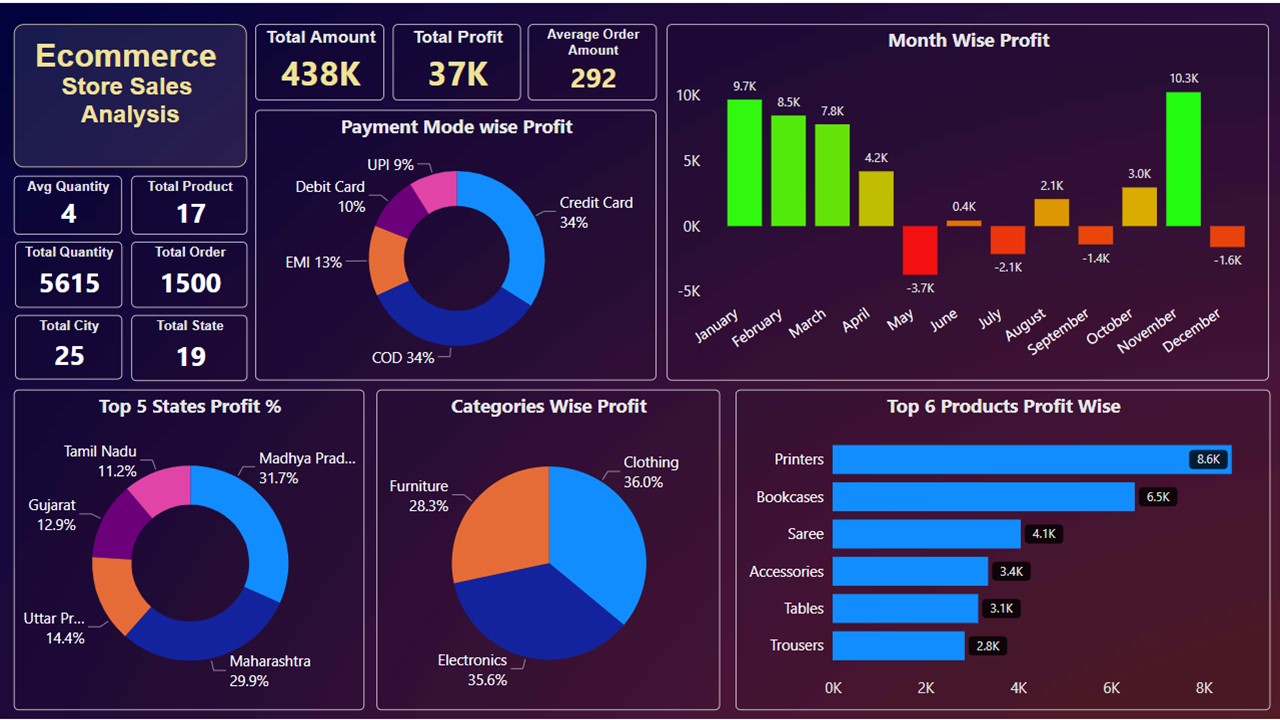 Ecommerce
Store Sales
Analysis
Total Amount
438K
Total Profit
37K
Average Order
Amount
292
Avg Quantity
4
Total Product
17
Total Quantity
5615
Total Order
1500
Total City
25
Total State
19
Payment Mode wise Profit
UPI 9%
Debit Card
10%
EMI 13%
COD 34%
Credit Card
34%
Month Wise Profit
10K
5K
0K
-5K
9.7K
8.5K
7.8K
4.2K
-3.7K
0.4K
-2.1K
2.1K
-1.4K
3.0K
10.3K
-1.6K
January
February
March
April
May
June
July
August
September
October
November
December
Top 5 States Profit %
Tamil Nadu
11.2%
Gujarat
12.9%
Uttar Pr...
14.4%
Maharashtra
29.9%
Madhya Prad...
31.7%
Categories Wise Profit
Furniture
28.3%
Electronics
35.6%
Clothing
36.0%
Top 6 Products Profit Wise
Printers
8.6K
Bookcases
6.5K
Saree
4.1K
Accessories
3.4K
Tables
3.1K
Trousers
2.8K
0K
2K
4K
6K
8K